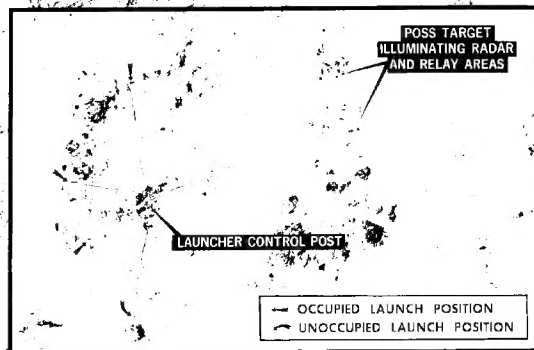 POSS TARGET
ILLUMINATING RADAR
AND RELAY AREAS
LAUNCHER CONTROL POST
OCCUPIED LAUNCH POSITION
UNOCCUPIED LAUNCH POSITION